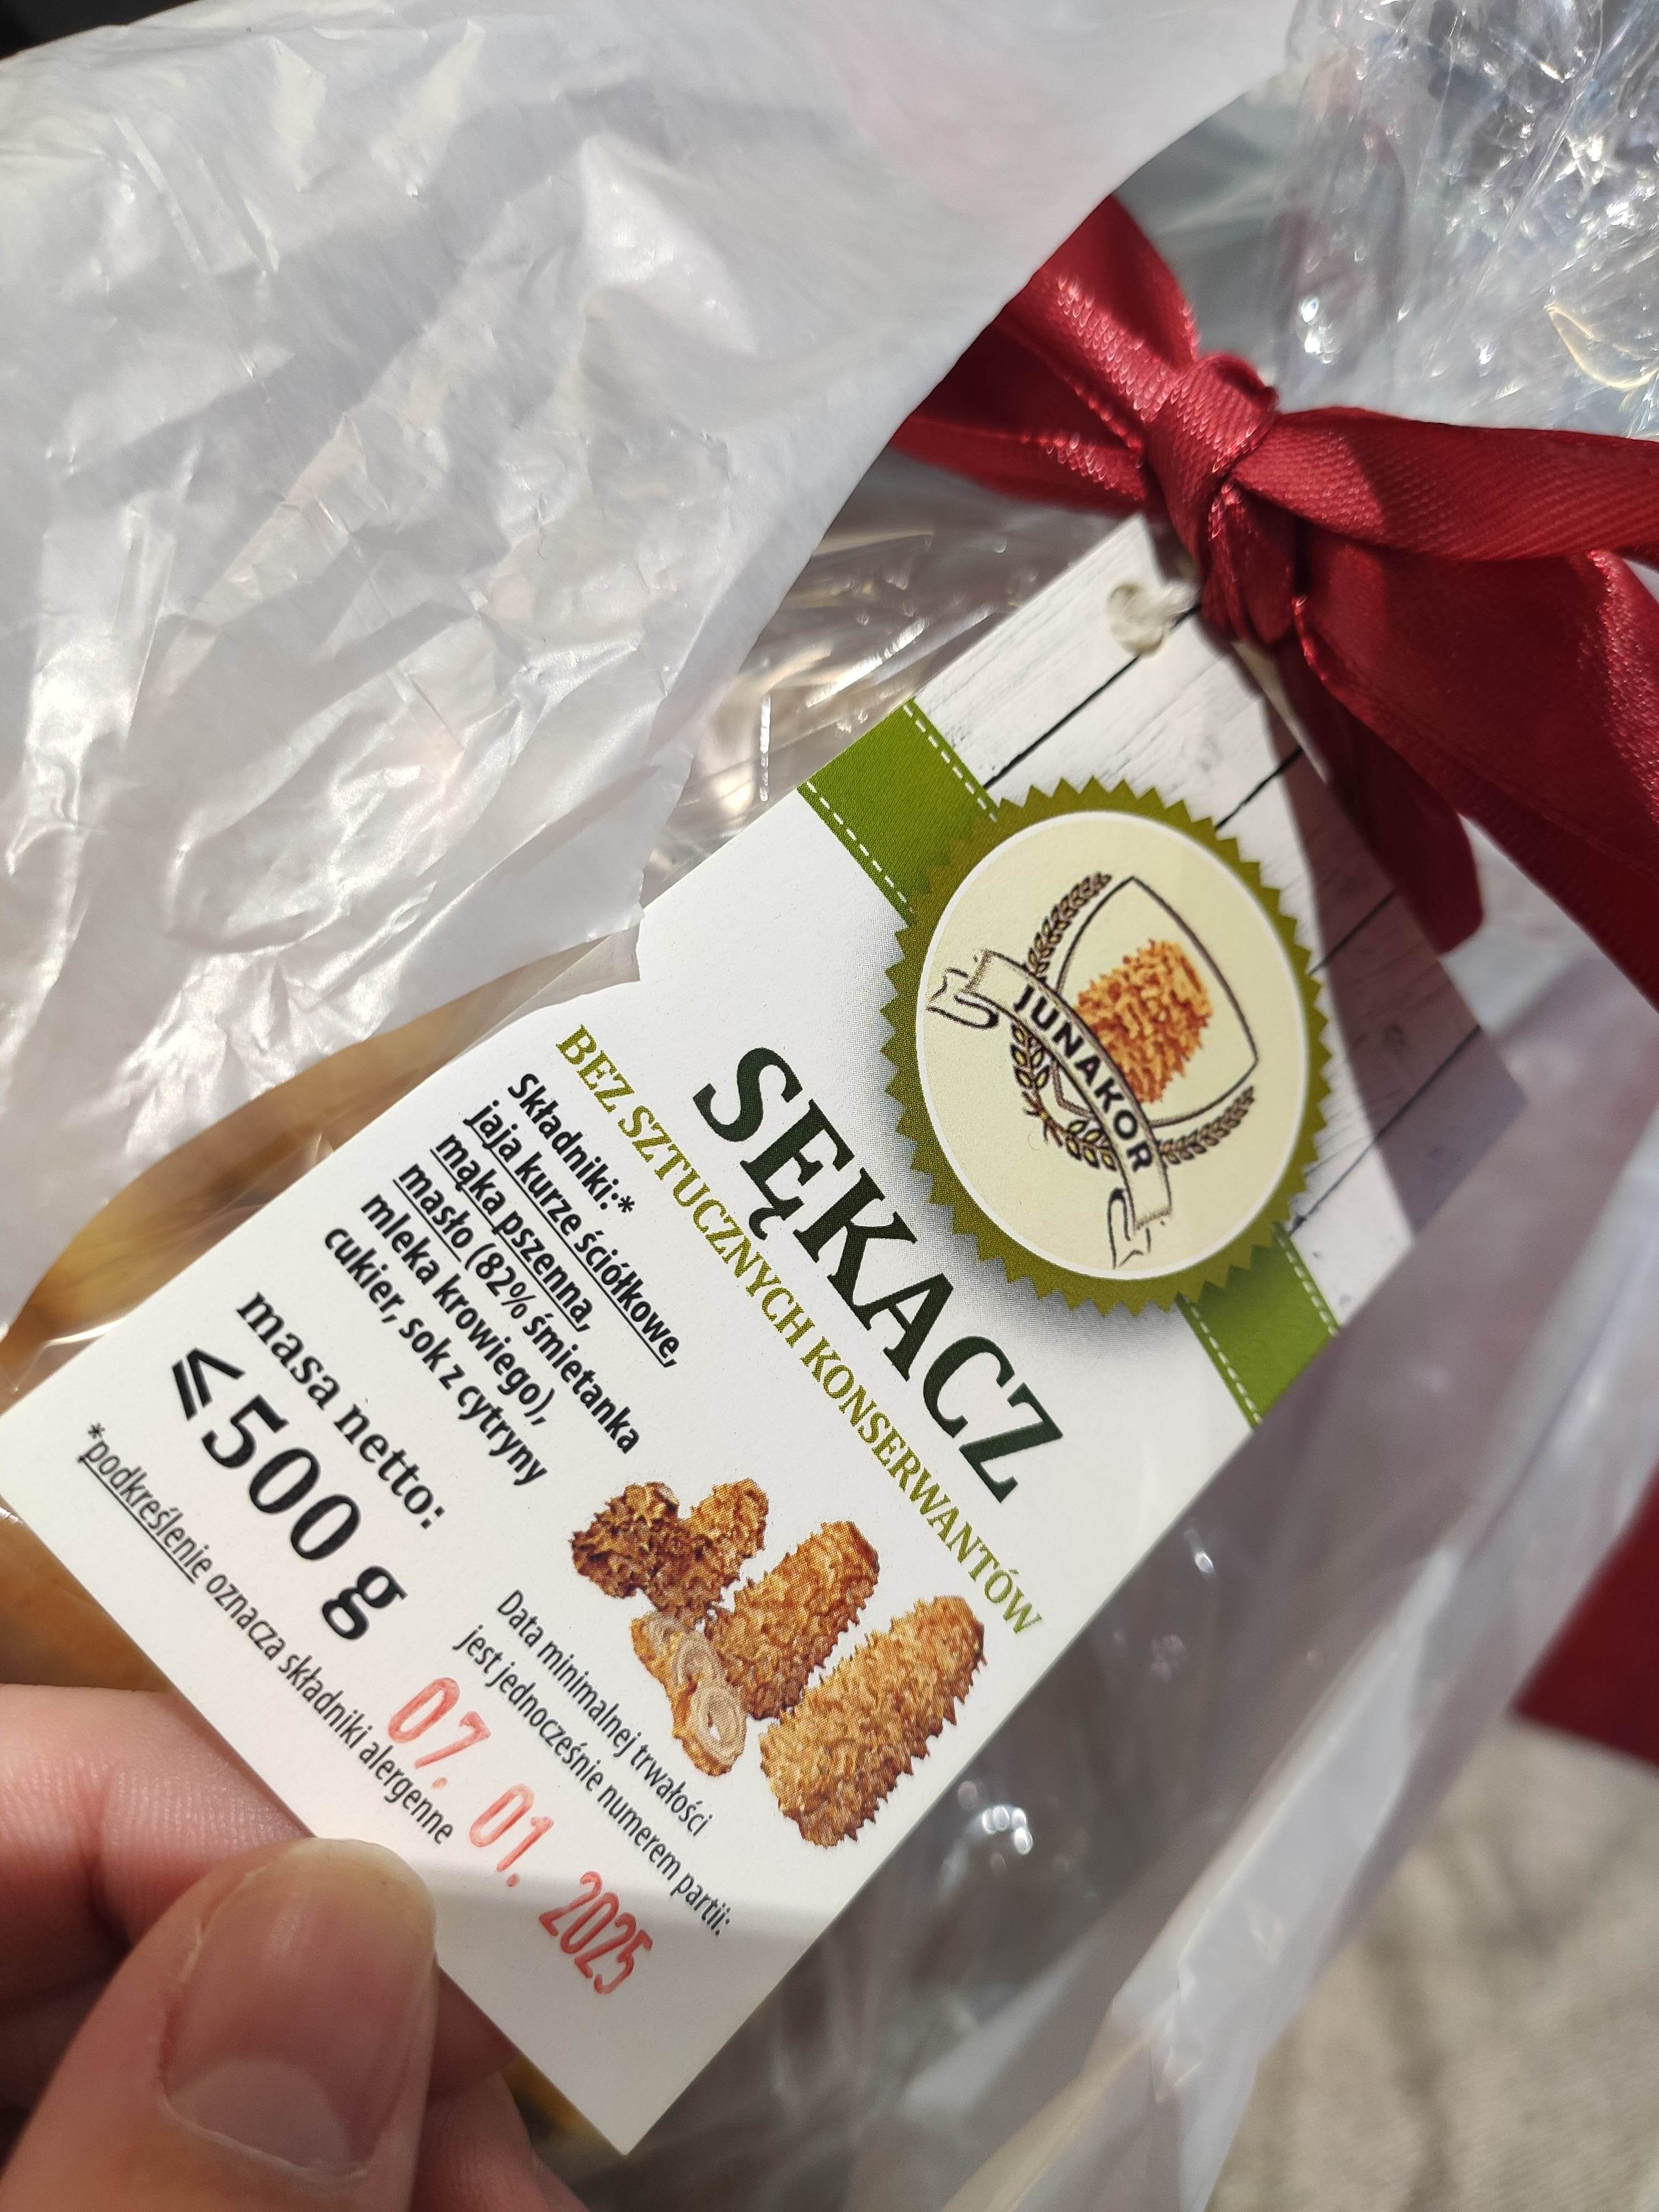 JUNAKOR
SĘKACZ
BEZ SZTUCZNYCH KONSERWANTÓW
Składniki:*
jaja kurze ściółkowe,
mąka pszenna,
masło (82% śmietanka
mleka krowiego),
cukier, sok z cytryny
masa netto:
⩽500 g
Data minimalnej trwałości
jest jednocześnie numerem partii:
07. 01. 2025
*podkreślenie oznacza składniki alergenne